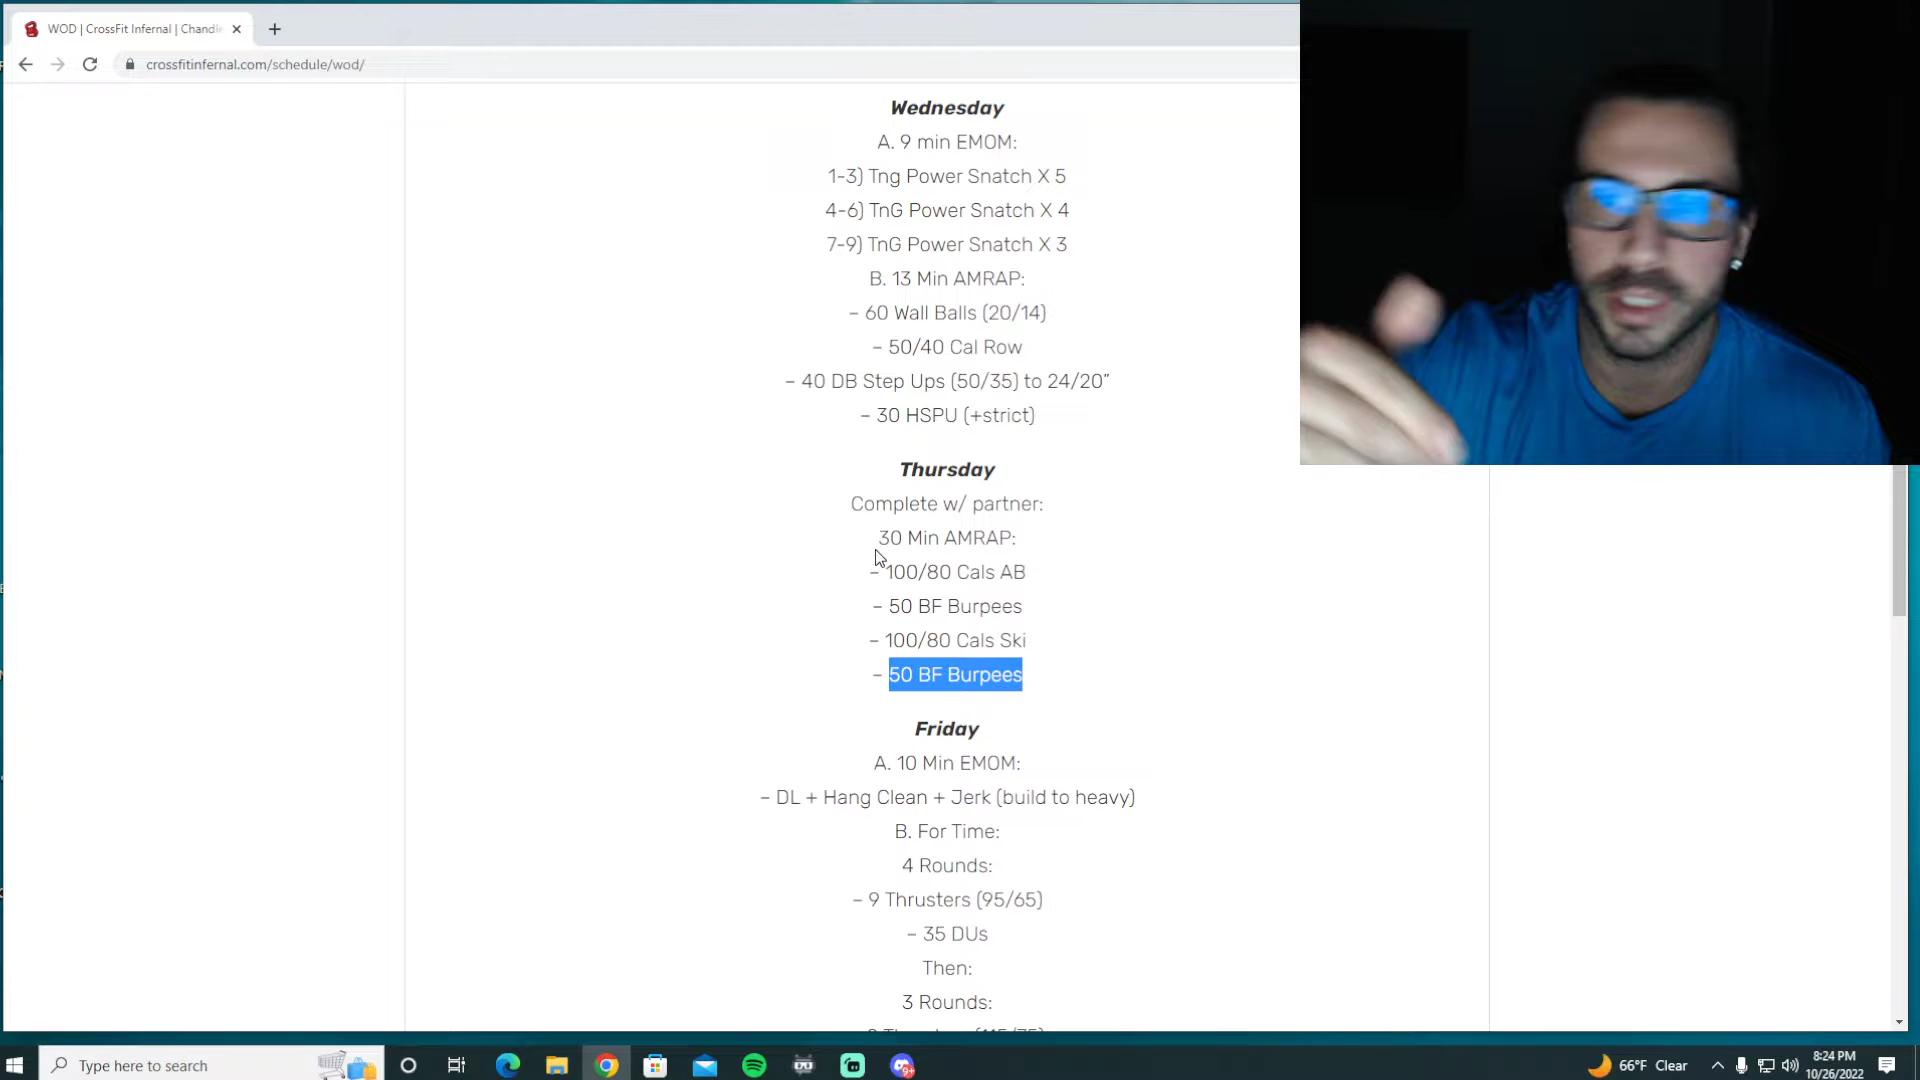 WOD | CrossFit Infernal | Chandle
crossfitinfernal.com/schedule/wod/
Wednesday
A. 9 min EMOM:
1-3) Tng Power Snatch X 5
4-6) TnG Power Snatch X 4
7-9) TnG Power Snatch X 3
B. 13 Min AMRAP:
– 60 Wall Balls (20/14)
– 50/40 Cal Row
– 40 DB Step Ups (50/35) to 24/20”
– 30 HSPU (+strict)
Thursday
Complete w/ partner:
30 Min AMRAP:
– 100/80 Cals AB
– 50 BF Burpees
– 100/80 Cals Ski
– 50 BF Burpees
Friday
A. 10 Min EMOM:
– DL + Hang Clean + Jerk (build to heavy)
B. For Time:
4 Rounds:
– 9 Thrusters (95/65)
– 35 DUs
Then:
3 Rounds:
Type here to search
9+
66°F Clear
8:24 PM
10/26/2022